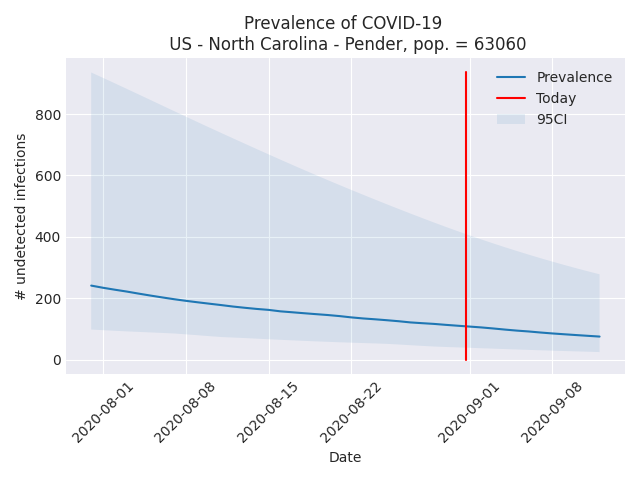 Prevalence of COVID-19
US - North Carolina - Pender, pop. = 63060
Prevalence
Today
95CI
# undetected infections
800
600
400
200
0
2020-08-01
2020-08-08
2020-08-15
2020-08-22
2020-09-01
2020-09-08
Date